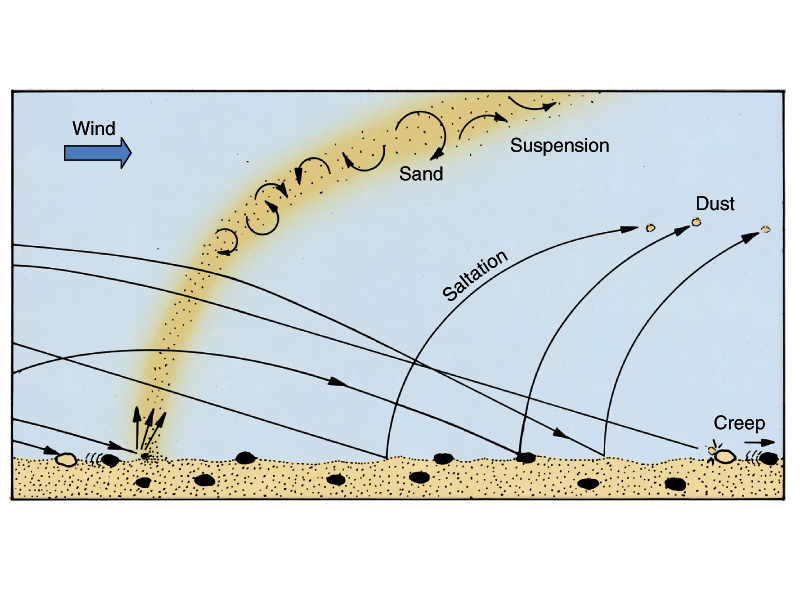 Wind
Suspension
Sand
Dust
Saltation
Creep